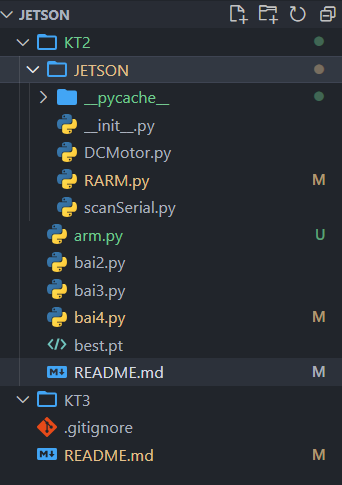 JETSON
KT2
JETSON
__pycache__
__init__.py
DCMotor.py
RARM.py M
scanSerial.py
arm.py U
bai2.py
bai3.py
bai4.py M
best.pt
README.md M
KT3
.gitignore
README.md M